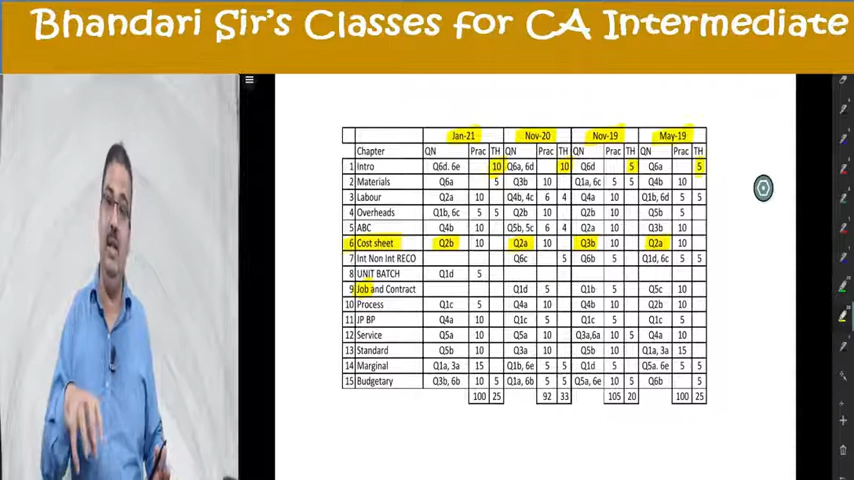 Bhandari Sir's Classes for CA Intermediate
Jan-21 Nov-20 Nov-19 May-19
Chapter QN Prac TH QN Prac TH QN Prac TH QN Prac TH
1 Intro Q6d. 6e 10 Q6a, 6d 10 Q6d 5 Q6a 5
2 Materials Q6a 5 Q3b 10 Q1a, 6c 5 5 Q4b 10
3 Labour Q2a 10 Q4b, 4c 6 4 Q4a 10 Q1b, 6d 5 5
4 Overheads Q1b, 6c 5 5 Q2b 10 Q2b 10 Q5b 5
5 ABC Q4b 10 Q5b, 5c 6 4 Q2a 10 Q3b 10
6 Cost sheet Q2b 10 Q2a 10 Q3b 10 Q2a 10
7 Int Non Int RECO Q6c 5 Q6b 5 Q1d, 6c 5 5
8 UNIT BATCH Q1d 5
9 Job and Contract Q1d 5 Q1b 5 Q5c 10
10 Process Q1c 5 Q4a 10 Q4b 10 Q2b 10
11 JP BP Q4a 10 Q1c 5 Q1c 5 Q1c 5
12 Service Q5a 10 Q5a 10 Q3a,6a 10 5 Q4a 10
13 Standard Q5b 10 Q3a 10 Q5b 10 Q1a, 3a 15
14 Marginal Q1a, 3a 15 Q1b, 6e 5 5 Q1d 5 Q5a. 6e 5 5
15 Budgetary Q3b, 6b 10 5 Q1a, 6b 5 5 Q5a, 6e 10 5 Q6b 5
100 25 92 33 105 20 100 25